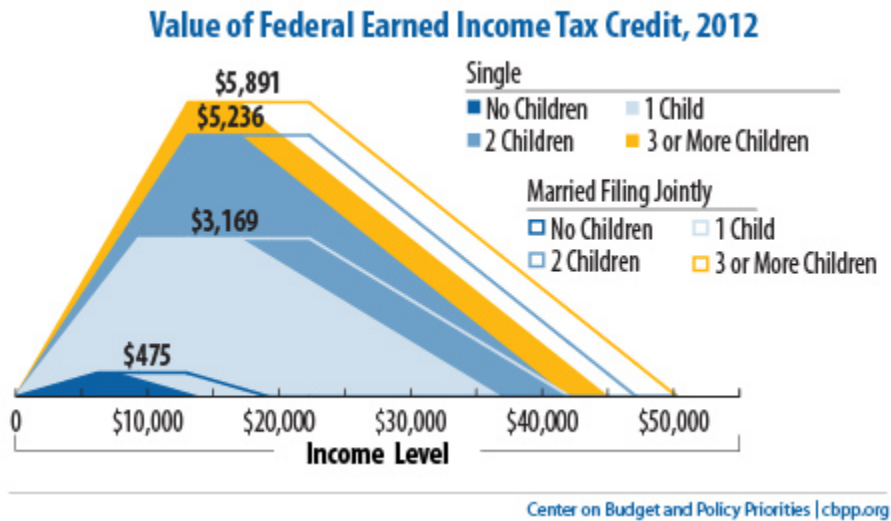 Value of Federal Earned Income Tax Credit, 2012
$5,891
$5,236
$3,169
$475
Single
No Children
1 Child
2 Children
3 or More Children
Married Filing Jointly
No Children
1 Child
2 Children
3 or More Children
0 $10,000 $20,000 $30,000 $40,000 $50,000
Income Level
Center on Budget and Policy Priorities | cbpp.org